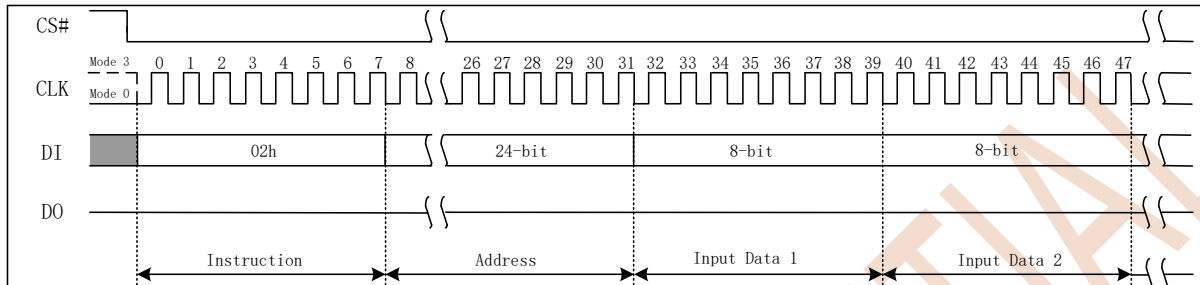 CS#
Mode 3
0 1 2 3 4 5 6 7 8 26 27 28 29 30 31 32 33 34 35 36 37 38 39 40 41 42 43 44 45 46 47
CLK
Mode 0
DI 02h 24-bit 8-bit 8-bit
DO
Instruction Address Input Data 1 Input Data 2